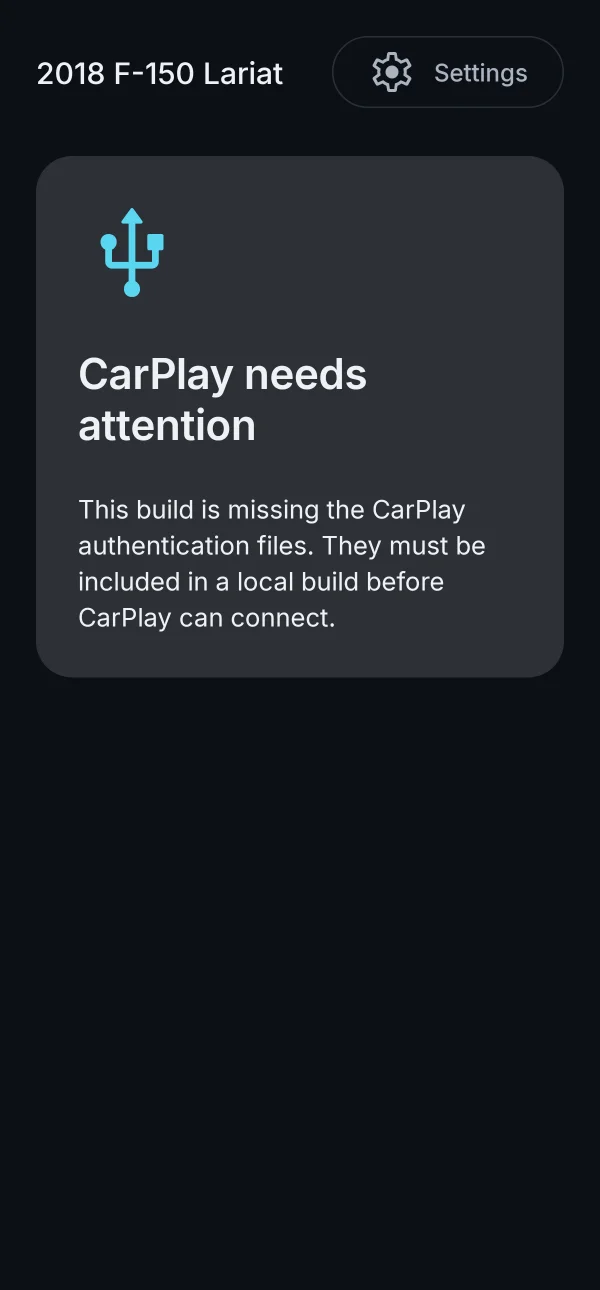 2018 F-150 Lariat
Settings
CarPlay needs
attention
This build is missing the CarPlay
authentication files. They must be
included in a local build before
CarPlay can connect.